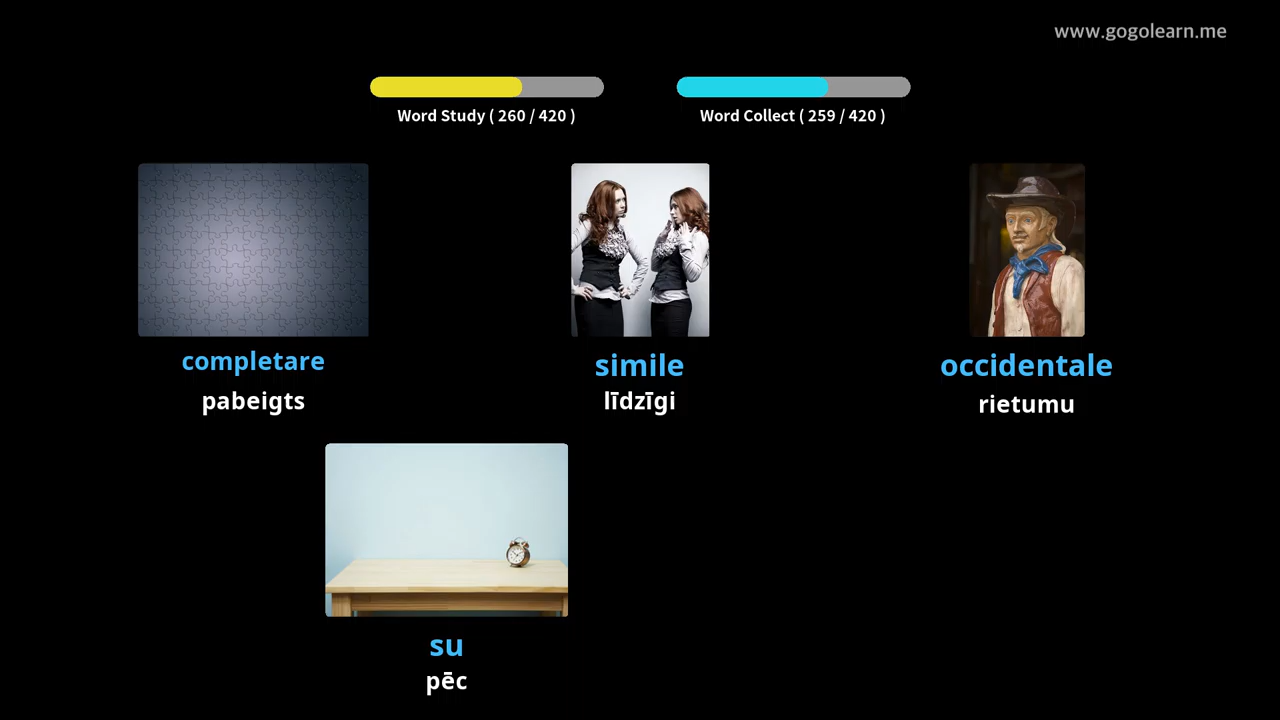 www.gogolearn.me
Word Study ( 260 / 420 )
Word Collect ( 259 / 420 )
completare
pabeigts
simile
līdzīgi
occidentale
rietumu
su
pēc